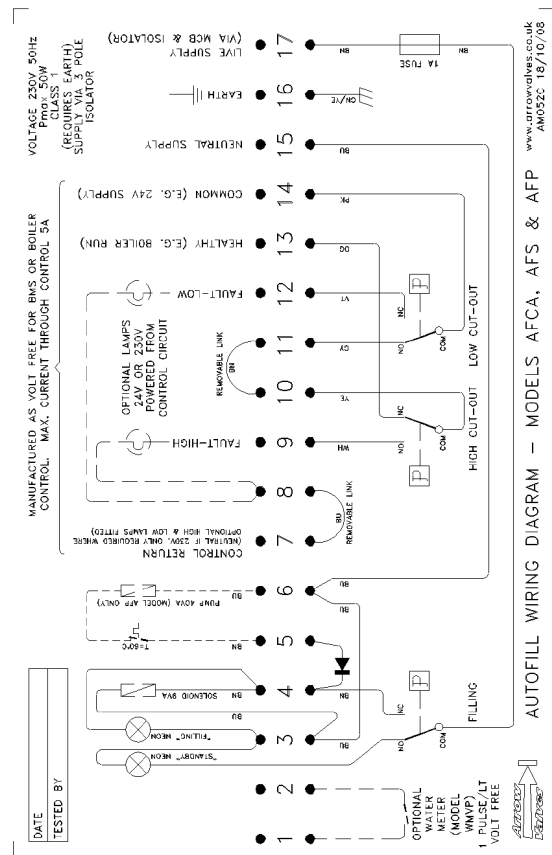 VOLTAGE 230V 50Hz
Pmax 50W
CLASS 1
(REQUIRES EARTH)
SUPPLY VIA 3 POLE
ISOLATOR
MANUFACTURED AS VOLT FREE FOR BMS OR BOILER
CONTROL. MAX. CURRENT THROUGH CONTROL 5A
DATE
TESTED BY
LIVE SUPPLY
(VIA MCB & ISOLATOR)
EARTH
NEUTRAL SUPPLY
COMMON (E.G. 24V SUPPLY)
HEALTHY (E.G. BOILER RUN)
FAULT-LOW
OPTIONAL LAMPS
24V OR 230V
POWERED FROM
CONTROL CIRCUIT
REMOVABLE LINK
BN
FAULT-HIGH
CONTROL RETURN
(NEUTRAL IF 230V. ONLY REQUIRED WHERE
OPTIONAL HIGH & LOW LAMPS FITTED)
PUMP 40VA (MODEL AFP ONLY)
BU
T=60°C
BN
SOLENOID 9VA
BN
BU
"FILLING" NEON
"STANDBY" NEON
1 2 3 4 5 6 7 8 9 10 11 12 13 14 15 16 17
BN
1A FUSE
BN
GN/YE
BU
PK
OG
VT
GY
YE
WH
BU
REMOVABLE LINK
BU
BN
BU
NC
NO
COM
P
LOW CUT-OUT
NC
NO
COM
P
HIGH CUT-OUT
NC
NO
COM
P
FILLING
OPTIONAL
WATER
METER
(MODEL
WMVP)
1 PULSE/LT
VOLT FREE
Arrow
Valves
AUTOFILL WIRING DIAGRAM – MODELS AFCA, AFS & AFP
www.arrowvalves.co.uk
AM052C 18/10/08